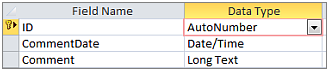 Field Name Data Type
ID AutoNumber
CommentDate Date/Time
Comment Long Text